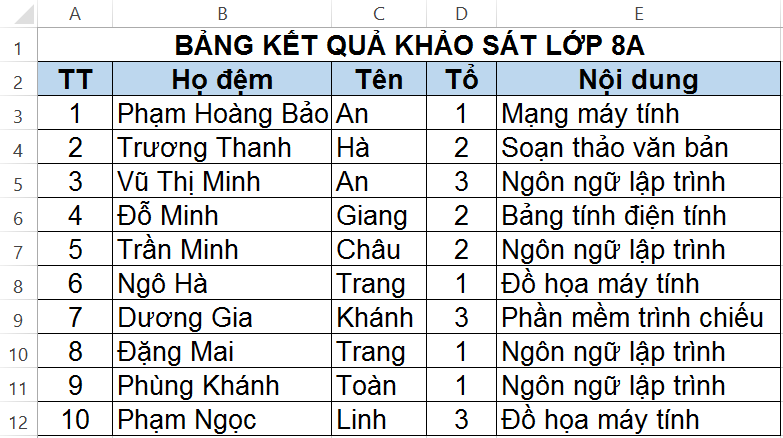 A B C D E
1 BẢNG KẾT QUẢ KHẢO SÁT LỚP 8A
2 TT Họ đệm Tên Tổ Nội dung
3 1 Phạm Hoàng Bảo An 1 Mạng máy tính
4 2 Trương Thanh Hà 2 Soạn thảo văn bản
5 3 Vũ Thị Minh An 3 Ngôn ngữ lập trình
6 4 Đỗ Minh Giang 2 Bảng tính điện tính
7 5 Trần Minh Châu 2 Ngôn ngữ lập trình
8 6 Ngô Hà Trang 1 Đồ họa máy tính
9 7 Dương Gia Khánh 3 Phần mềm trình chiếu
10 8 Đặng Mai Trang 1 Ngôn ngữ lập trình
11 9 Phùng Khánh Toàn 1 Ngôn ngữ lập trình
12 10 Phạm Ngọc Linh 3 Đồ họa máy tính